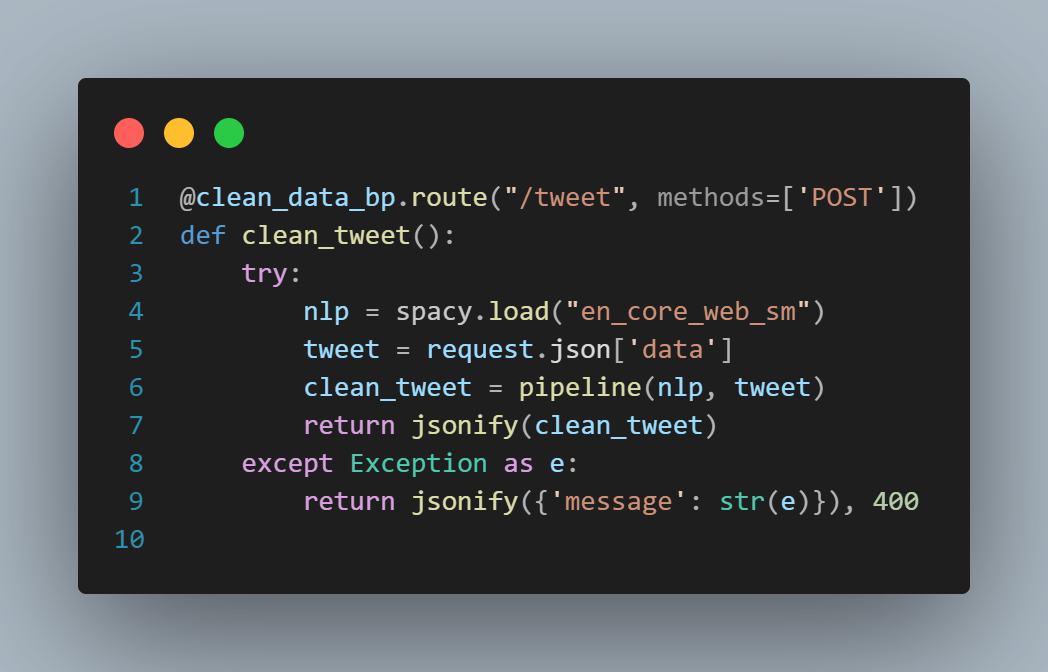 1 @clean_data_bp.route("/tweet", methods=['POST'])
2 def clean_tweet():
3     try:
4         nlp = spacy.load("en_core_web_sm")
5         tweet = request.json['data']
6         clean_tweet = pipeline(nlp, tweet)
7         return jsonify(clean_tweet)
8     except Exception as e:
9         return jsonify({'message': str(e)}), 400
10